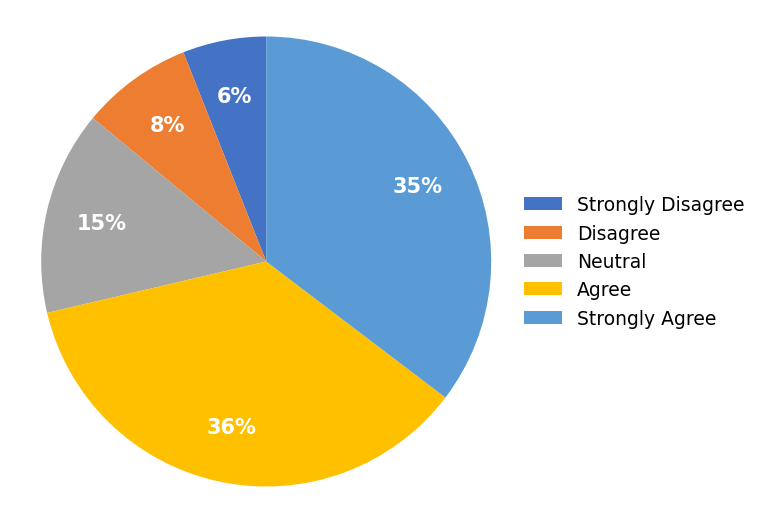 6%
8%
35%
15%
36%
Strongly Disagree
Disagree
Neutral
Agree
Strongly Agree